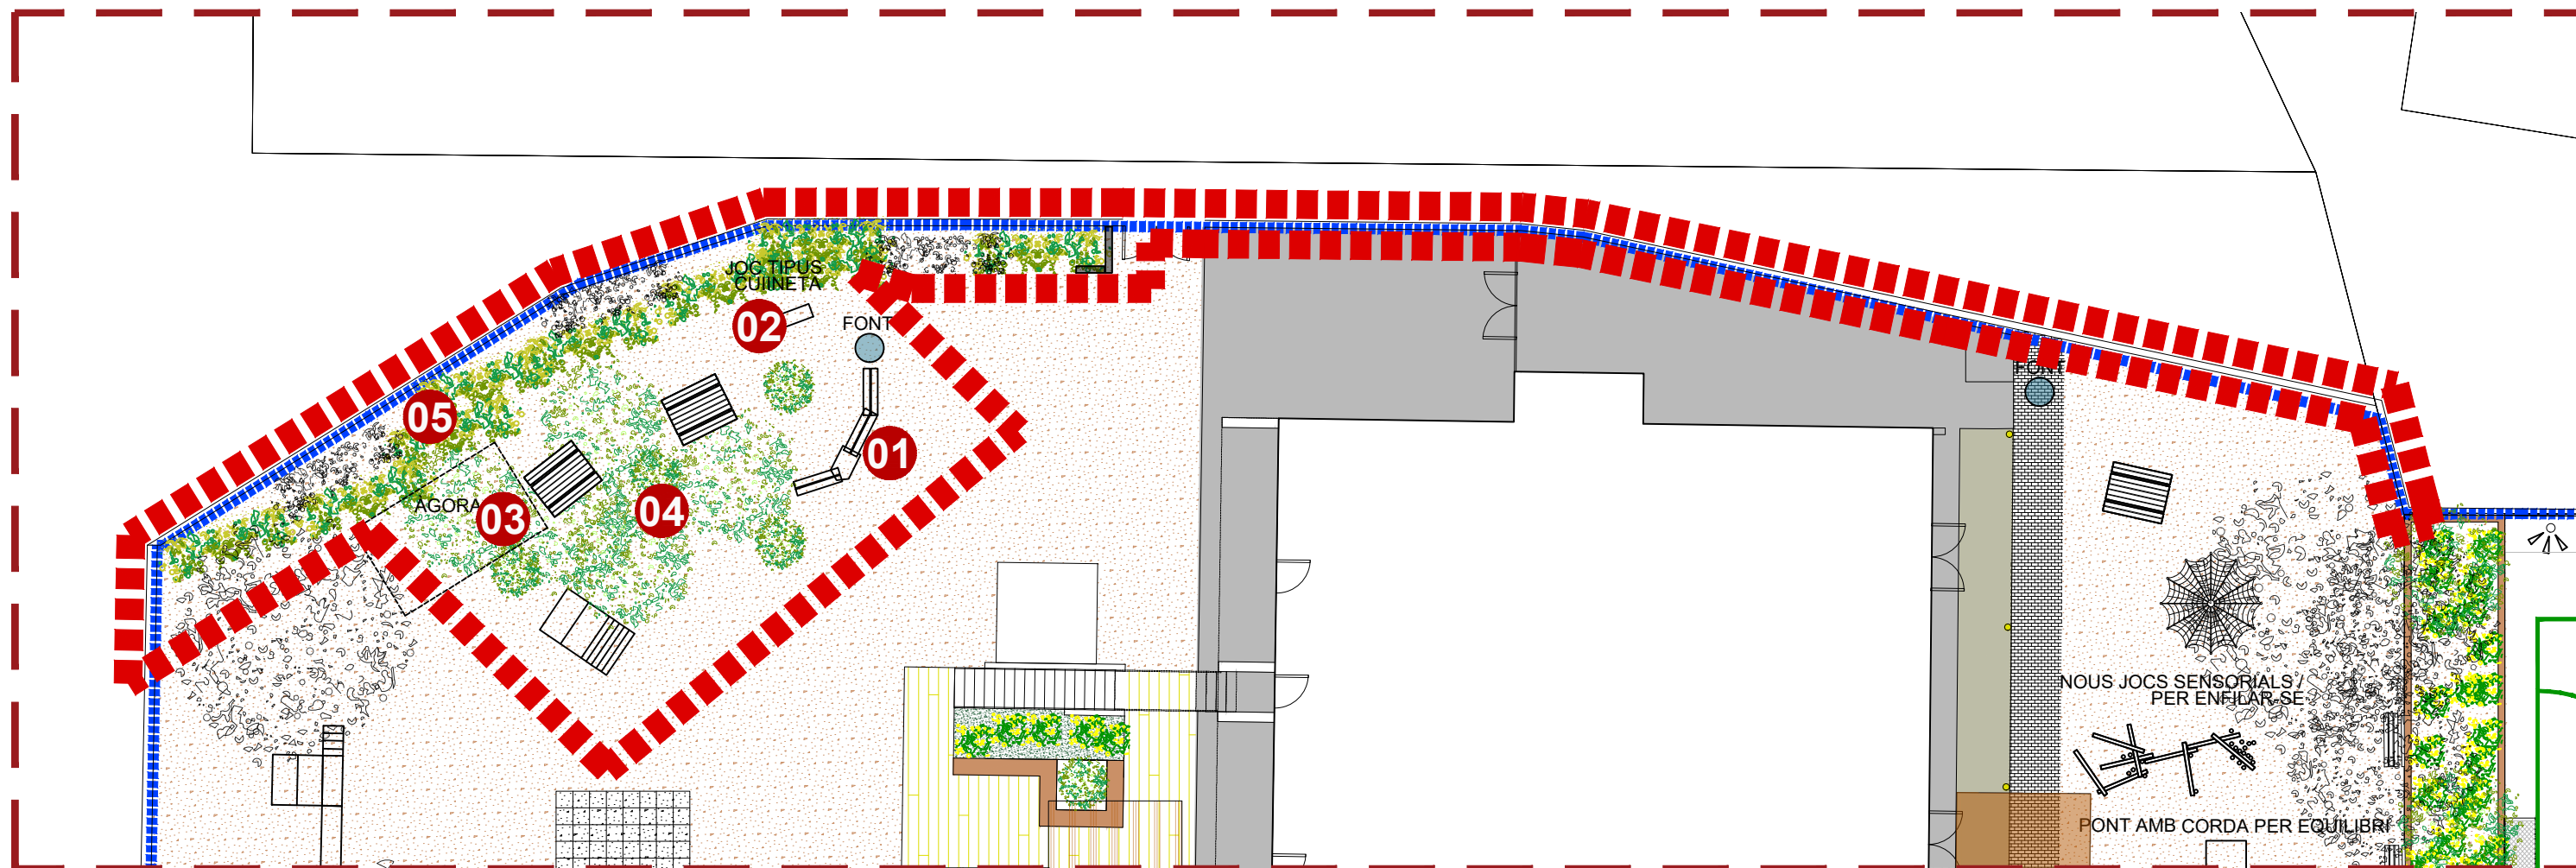 JOC TIPUS
CUIINETA
02
FONT
FONT
05
01
AGORA
03
04
NOUS JOCS SENSORIALS /
PER ENFILAR-SE
PONT AMB CORDA PER EQUILIBRI